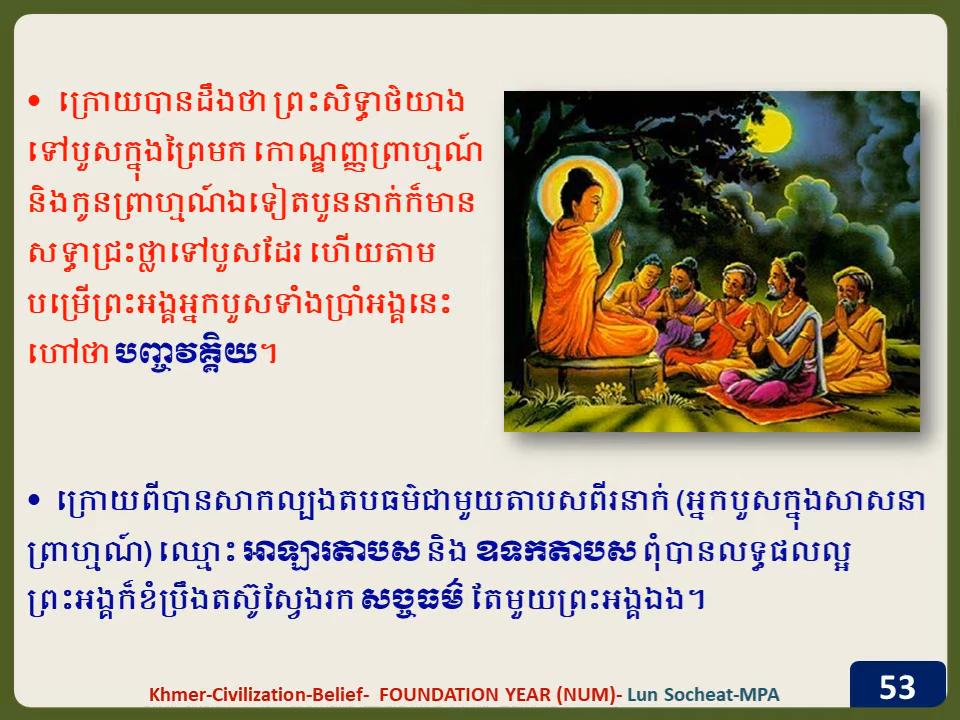 • ក្រោយបានដឹងថា ព្រះសិទ្ធាថ៌យាង
ទៅបួសក្នុងព្រៃមក កោណ្ឌញ្ញព្រាហ្មណ៍
និងកូនព្រាហ្មណ៍ឯទៀតបួននាក់ក៏មាន
សទ្ធាជ្រះថ្លាទៅបួសដែរ ហើយតាម
បម្រើព្រះអង្គអ្នកបួសទាំងប្រាំអង្គនេះ
ហៅថា បញ្ចវគ្គិយ។
• ក្រោយពីបានសាកល្បងតបធម៌ជាមួយតាបសពីរនាក់ (អ្នកបួសក្នុងសាសនា
ព្រាហ្មណ៍) ឈ្មោះ អាឡារតាបស និង ឧទកតាបស ពុំបានលទ្ធផលល្អ
ព្រះអង្គក៏ខំប្រឹងតស៊ូស្វែងរក សច្ចធម៌ តែមួយព្រះអង្គឯង។
Khmer-Civilization-Belief- FOUNDATION YEAR (NUM)- Lun Socheat-MPA
53